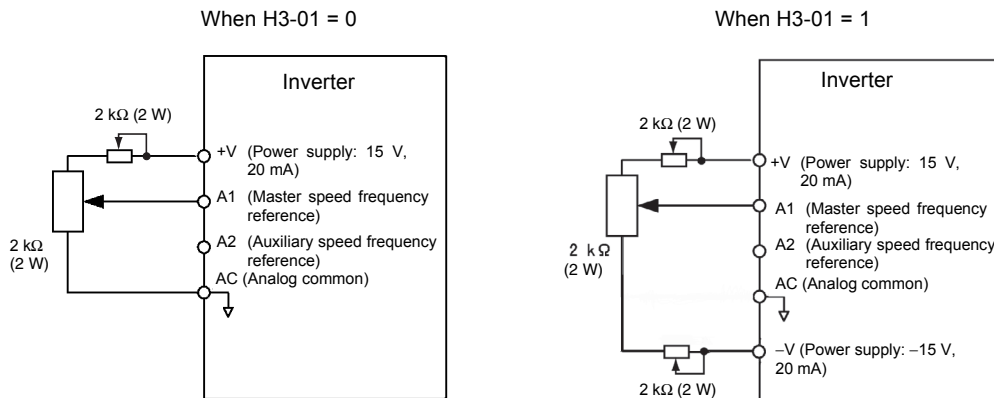 When H3-01 = 0
Inverter
2 kΩ (2 W)
+V (Power supply: 15 V,
20 mA)
A1 (Master speed frequency
reference)
A2 (Auxiliary speed frequency
reference)
2 kΩ
(2 W)
AC (Analog common)
When H3-01 = 1
Inverter
2 kΩ (2 W)
+V (Power supply: 15 V,
20 mA)
A1 (Master speed frequency
reference)
A2 (Auxiliary speed frequency
reference)
2 kΩ
(2 W)
AC (Analog common)
−V (Power supply: −15 V,
20 mA)
2 kΩ (2 W)